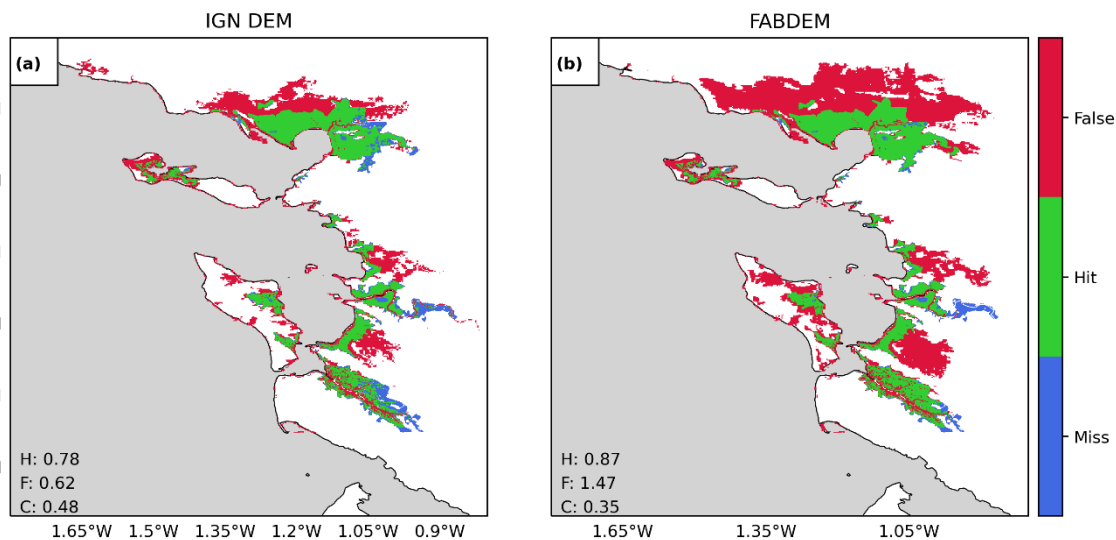 IGN DEM
FABDEM
(a)
(b)
False
Hit
Miss
H: 0.78
F: 0.62
C: 0.48
H: 0.87
F: 1.47
C: 0.35
1.65°W 1.5°W 1.35°W 1.2°W 1.05°W 0.9°W
1.65°W 1.35°W 1.05°W